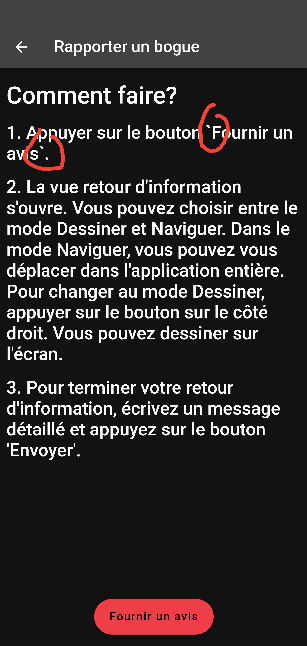 Rapporter un bogue
Comment faire?
1. Appuyer sur le bouton `Fournir un
avis`.
2. La vue retour d'information
s'ouvre. Vous pouvez choisir entre le
mode Dessiner et Naviguer. Dans le
mode Naviguer, vous pouvez vous
déplacer dans l'application entière.
Pour changer au mode Dessiner,
appuyer sur le bouton sur le côté
droit. Vous pouvez dessiner sur
l'écran.
3. Pour terminer votre retour
d'information, écrivez un message
détaillé et appuyez sur le bouton
'Envoyer'.
Fournir un avis